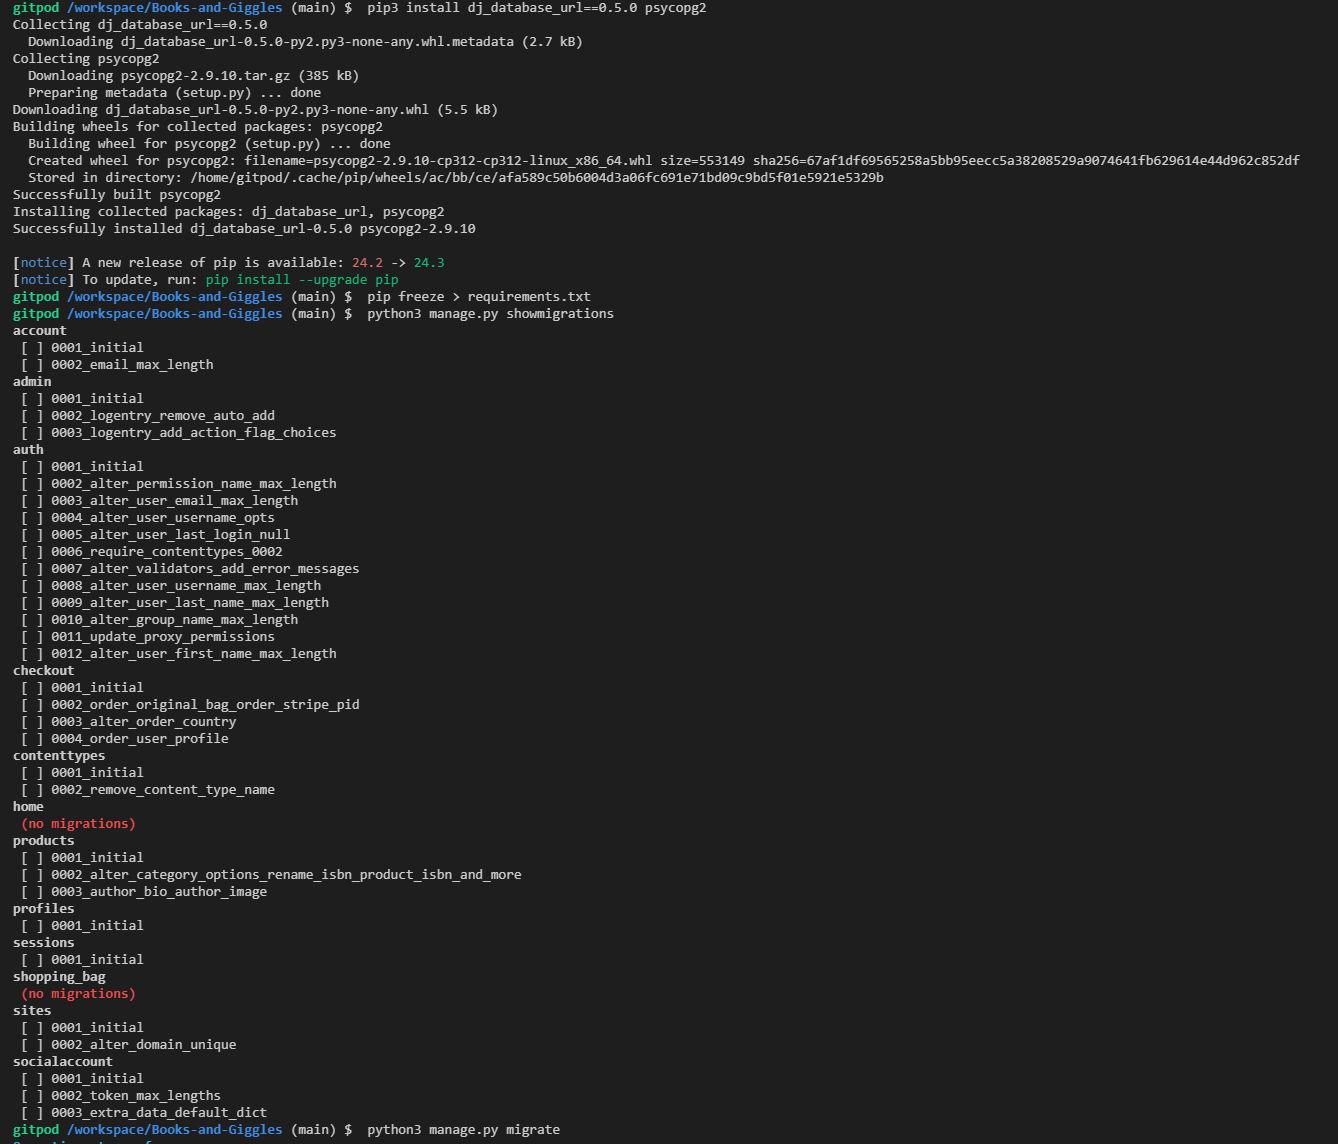 gitpod /workspace/Books-and-Giggles (main) $ pip3 install dj_database_url==0.5.0 psycopg2
Collecting dj_database_url==0.5.0
  Downloading dj_database_url-0.5.0-py2.py3-none-any.whl.metadata (2.7 kB)
Collecting psycopg2
  Downloading psycopg2-2.9.10.tar.gz (385 kB)
  Preparing metadata (setup.py) ... done
Downloading dj_database_url-0.5.0-py2.py3-none-any.whl (5.5 kB)
Building wheels for collected packages: psycopg2
  Building wheel for psycopg2 (setup.py) ... done
  Created wheel for psycopg2: filename=psycopg2-2.9.10-cp312-cp312-linux_x86_64.whl size=553149 sha256=67af1df69565258a5bb95eecc5a38208529a9074641fb629614e44d962c852df
  Stored in directory: /home/gitpod/.cache/pip/wheels/ac/bb/ce/afa589c50b6004d3a06fc691e71bd09c9bd5f01e5921e5329b
Successfully built psycopg2
Installing collected packages: dj_database_url, psycopg2
Successfully installed dj_database_url-0.5.0 psycopg2-2.9.10
[notice] A new release of pip is available: 24.2 -> 24.3
[notice] To update, run: pip install --upgrade pip
gitpod /workspace/Books-and-Giggles (main) $ pip freeze > requirements.txt
gitpod /workspace/Books-and-Giggles (main) $ python3 manage.py showmigrations
account
 [ ] 0001_initial
 [ ] 0002_email_max_length
admin
 [ ] 0001_initial
 [ ] 0002_logentry_remove_auto_add
 [ ] 0003_logentry_add_action_flag_choices
auth
 [ ] 0001_initial
 [ ] 0002_alter_permission_name_max_length
 [ ] 0003_alter_user_email_max_length
 [ ] 0004_alter_user_username_opts
 [ ] 0005_alter_user_last_login_null
 [ ] 0006_require_contenttypes_0002
 [ ] 0007_alter_validators_add_error_messages
 [ ] 0008_alter_user_username_max_length
 [ ] 0009_alter_user_last_name_max_length
 [ ] 0010_alter_group_name_max_length
 [ ] 0011_update_proxy_permissions
 [ ] 0012_alter_user_first_name_max_length
checkout
 [ ] 0001_initial
 [ ] 0002_order_original_bag_order_stripe_pid
 [ ] 0003_alter_order_country
 [ ] 0004_order_user_profile
contenttypes
 [ ] 0001_initial
 [ ] 0002_remove_content_type_name
home
 (no migrations)
products
 [ ] 0001_initial
 [ ] 0002_alter_category_options_rename_isbn_product_isbn_and_more
 [ ] 0003_author_bio_author_image
profiles
 [ ] 0001_initial
sessions
 [ ] 0001_initial
shopping_bag
 (no migrations)
sites
 [ ] 0001_initial
 [ ] 0002_alter_domain_unique
socialaccount
 [ ] 0001_initial
 [ ] 0002_token_max_lengths
 [ ] 0003_extra_data_default_dict
gitpod /workspace/Books-and-Giggles (main) $ python3 manage.py migrate